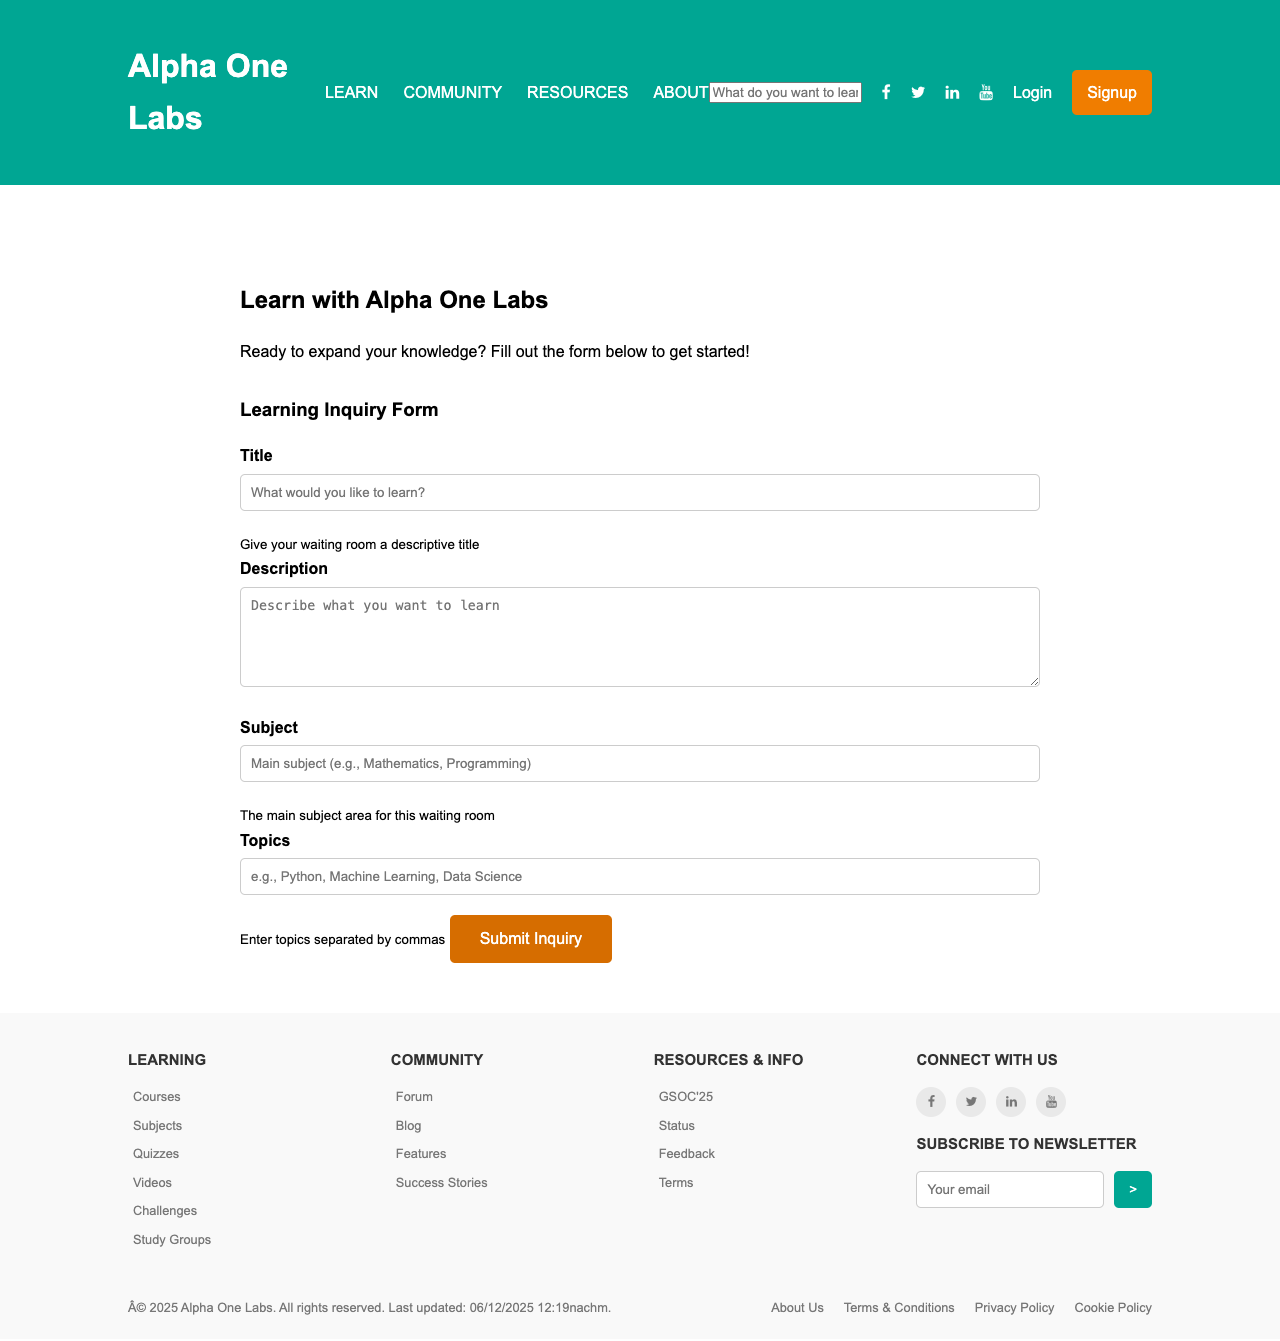 Alpha One
Labs
LEARN COMMUNITY RESOURCES ABOUT What do you want to lear Login Signup
Learn with Alpha One Labs
Ready to expand your knowledge? Fill out the form below to get started!
Learning Inquiry Form
Title
What would you like to learn?
Give your waiting room a descriptive title
Description
Describe what you want to learn
Subject
Main subject (e.g., Mathematics, Programming)
The main subject area for this waiting room
Topics
e.g., Python, Machine Learning, Data Science
Enter topics separated by commas Submit Inquiry
LEARNING
Courses
Subjects
Quizzes
Videos
Challenges
Study Groups
COMMUNITY
Forum
Blog
Features
Success Stories
RESOURCES & INFO
GSOC'25
Status
Feedback
Terms
CONNECT WITH US
SUBSCRIBE TO NEWSLETTER
Your email >
Â© 2025 Alpha One Labs. All rights reserved. Last updated: 06/12/2025 12:19nachm.
About Us Terms & Conditions Privacy Policy Cookie Policy